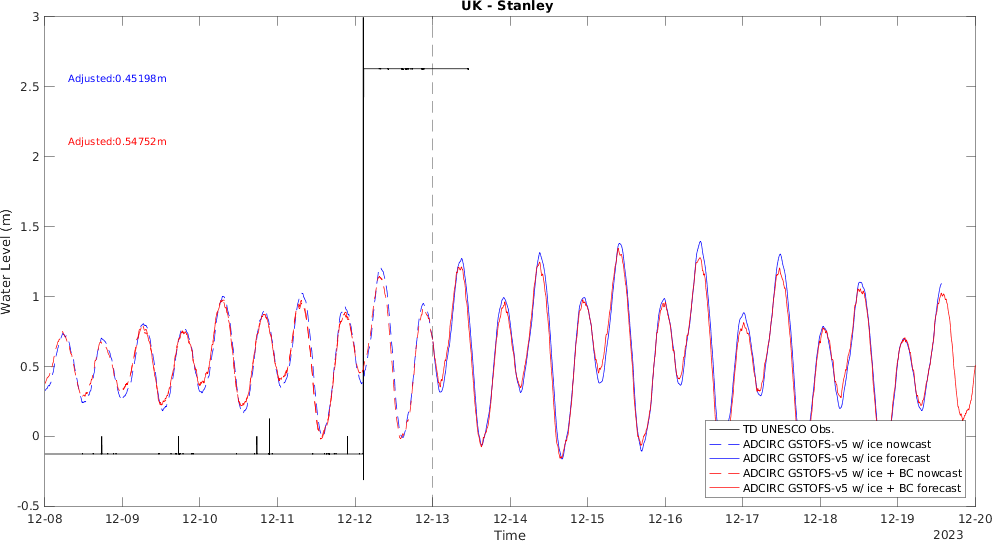 UK - Stanley
3
2.5
2
1.5
1
0.5
0
-0.5
Water Level (m)
Adjusted:0.45198m
Adjusted:0.54752m
TD UNESCO Obs.
ADCIRC GSTOFS-v5 w/ ice nowcast
ADCIRC GSTOFS-v5 w/ ice forecast
ADCIRC GSTOFS-v5 w/ ice + BC nowcast
ADCIRC GSTOFS-v5 w/ ice + BC forecast
12-08 12-09 12-10 12-11 12-12 12-13 12-14 12-15 12-16 12-17 12-18 12-19 12-20
Time
2023